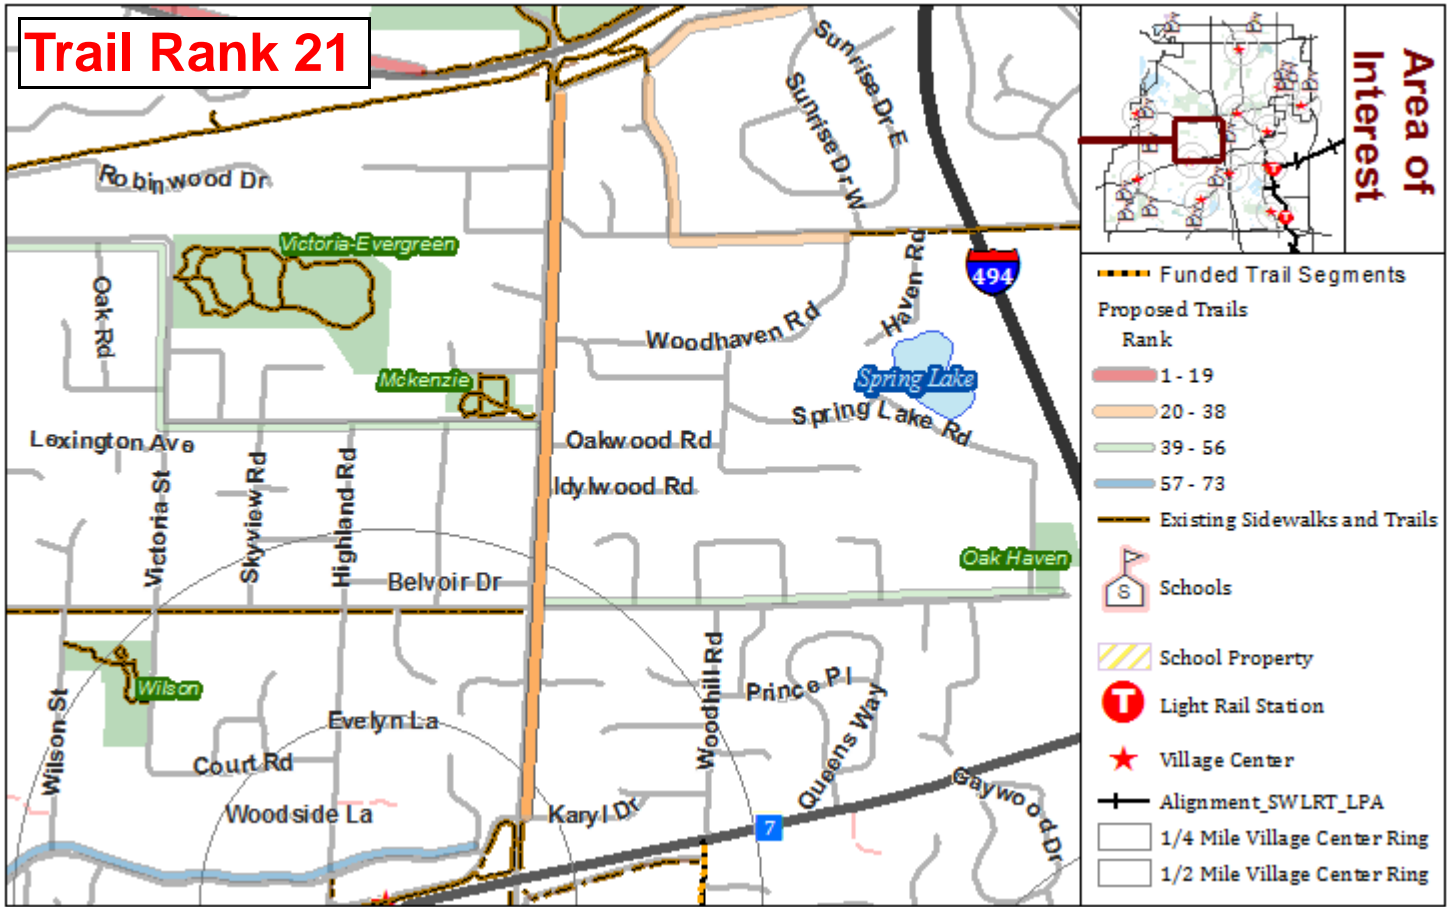 Trail Rank 21
Sunrise Dr E
Sunrise Dr W
Robinwood Dr
Victoria-Evergreen
Haven Rd
494
Oak Rd
Woodhaven Rd
Mckenzie
Spring Lake
Spring Lake Rd
Lexington Ave
Oakwood Rd
Idylwood Rd
Victoria St
Skyview Rd
Highland Rd
Belvoir Dr
Oak Haven
Wilson
Wilson St
Woodhill Rd
Prince Pl
Queens Way
Evelyn La
Court Rd
Woodside La
Karyl Dr
7
Gaywood Dr
Area of
Interest
T
T
Funded Trail Segments
Proposed Trails
Rank
1 - 19
20 - 38
39 - 56
57 - 73
Existing Sidewalks and Trails
S
Schools
School Property
T
Light Rail Station
Village Center
Alignment_SWLRT_LPA
1/4 Mile Village Center Ring
1/2 Mile Village Center Ring